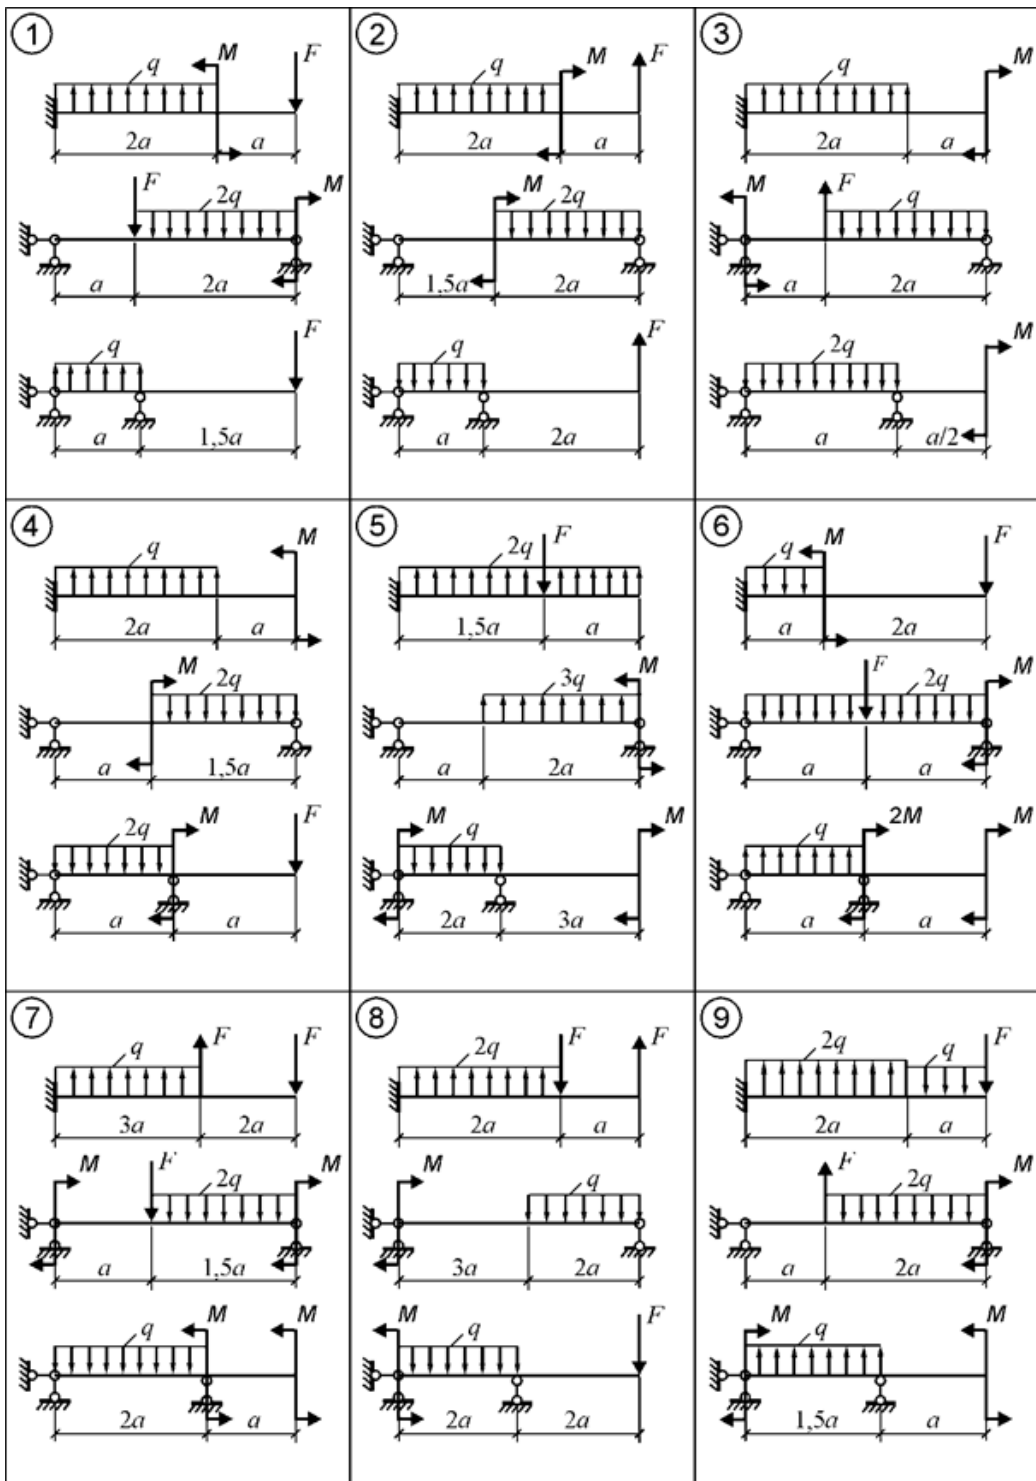 1 2 3
M F M F M
q q q
2a a 2a a 2a a
F 2q M M 2q M F q
a 2a 1,5a 2a a 2a
q F q F 2q M
a 1,5a a 2a a a/2
4 5 6
q M 2q F q M F
2a a 1,5a a a 2a
M 2q 3q M F 2q M
a 1,5a a 2a a a
2q M F M q M q 2M M
a a 2a 3a a a
7 8 9
q F F 2q F F 2q q F
3a 2a 2a a 2a a
M F 2q M M q F 2q M
a 1,5a 3a 2a a 2a
q M M M q F M q M
2a a 2a 2a 1,5a a